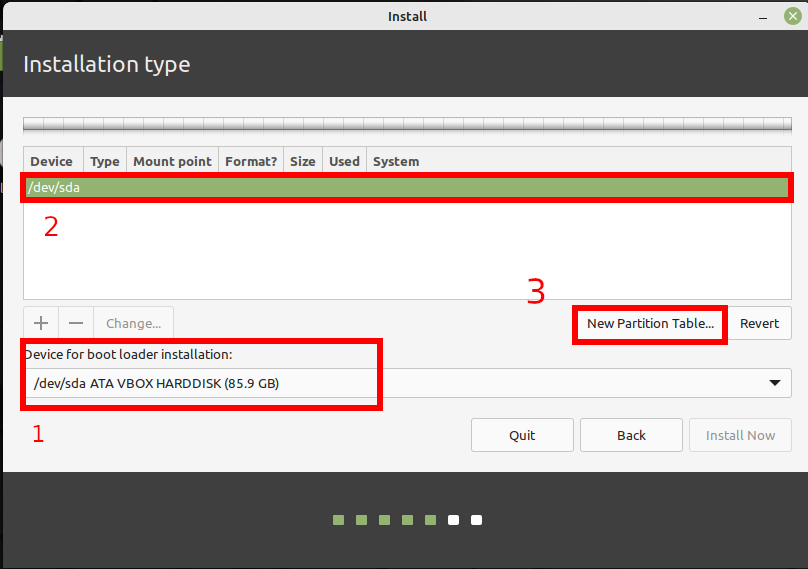 Install
Installation type
Device Type Mount point Format? Size Used System
/dev/sda
2
3
+ − Change... New Partition Table... Revert
Device for boot loader installation:
/dev/sda ATA VBOX HARDDISK (85.9 GB)
1
Quit Back Install Now